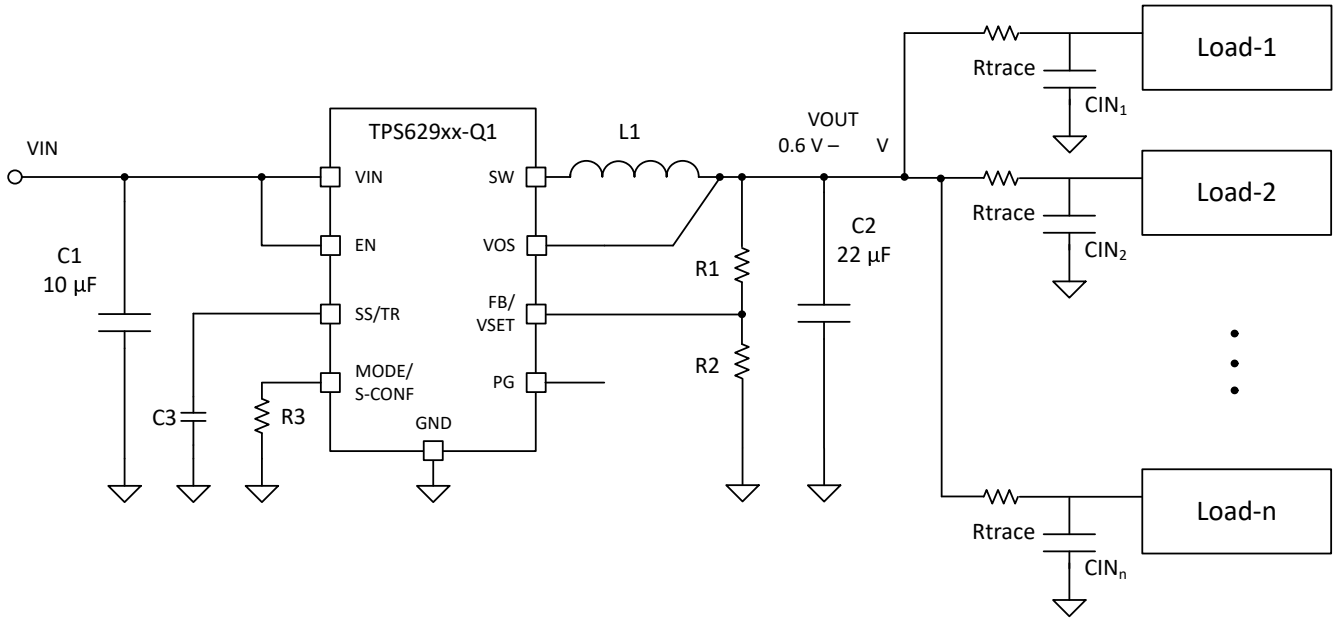 VIN
C1
10 µF
C3
R3
TPS629xx-Q1
VIN
EN
SS/TR
MODE/
S-CONF
GND
SW
VOS
FB/
VSET
PG
L1
R1
R2
VOUT
0.6 V – V
C2
22 µF
Rtrace
CIN1
Load-1
Rtrace
CIN2
Load-2
Rtrace
CINn
Load-n